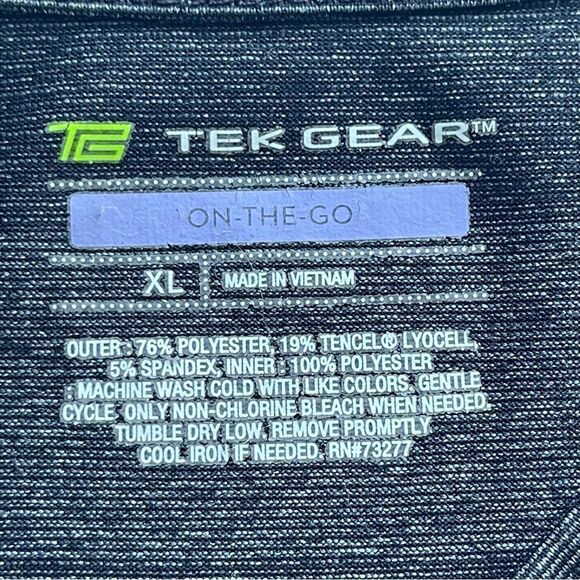 TG TEK GEAR™
ON-THE-GO
XL MADE IN VIETNAM
OUTER : 76% POLYESTER, 19% TENCEL® LYOCELL,
5% SPANDEX, INNER : 100% POLYESTER
MACHINE WASH COLD WITH LIKE COLORS, GENTLE
CYCLE, ONLY NON-CHLORINE BLEACH WHEN NEEDED,
TUMBLE DRY LOW, REMOVE PROMPTLY
COOL IRON IF NEEDED. RN#73277